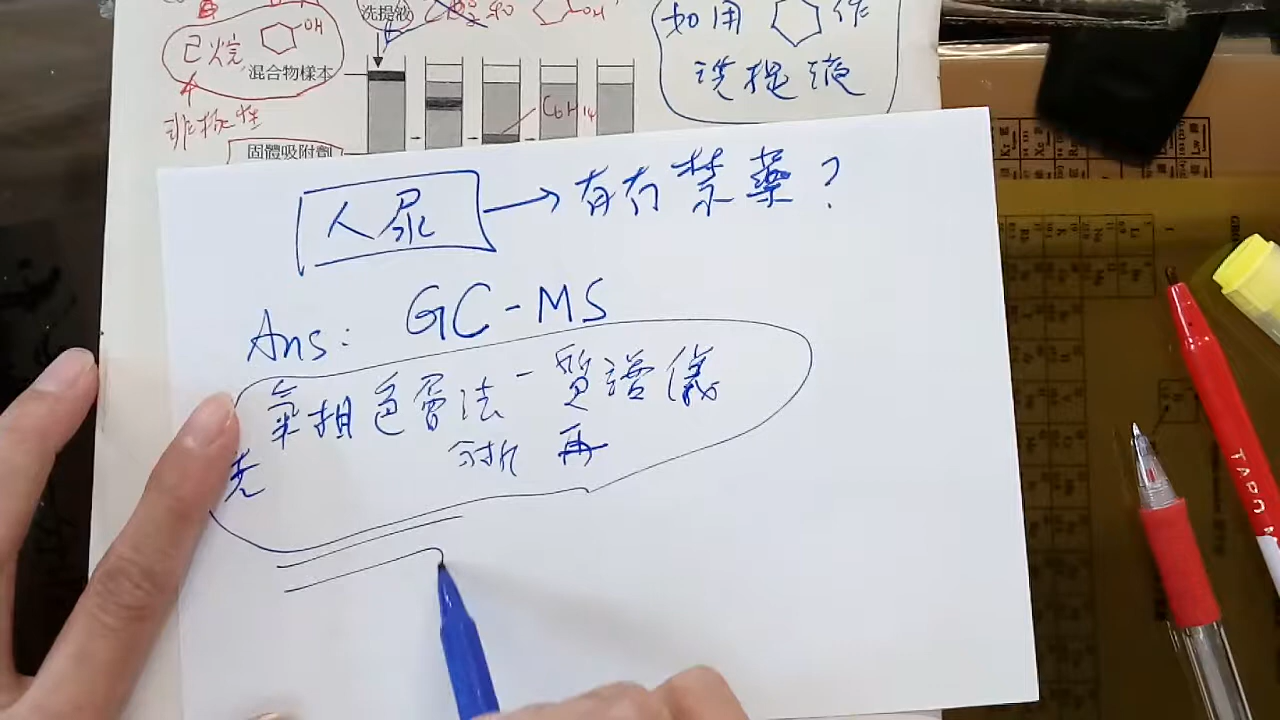 洗提液
己烷 OH
混合物樣本
非極性
固體吸附劑
C6H14
如用 作
洗提液
人尿 → 有冇禁藥?
Ans: GC-MS
氣相色層法-質譜儀
先 分析 再